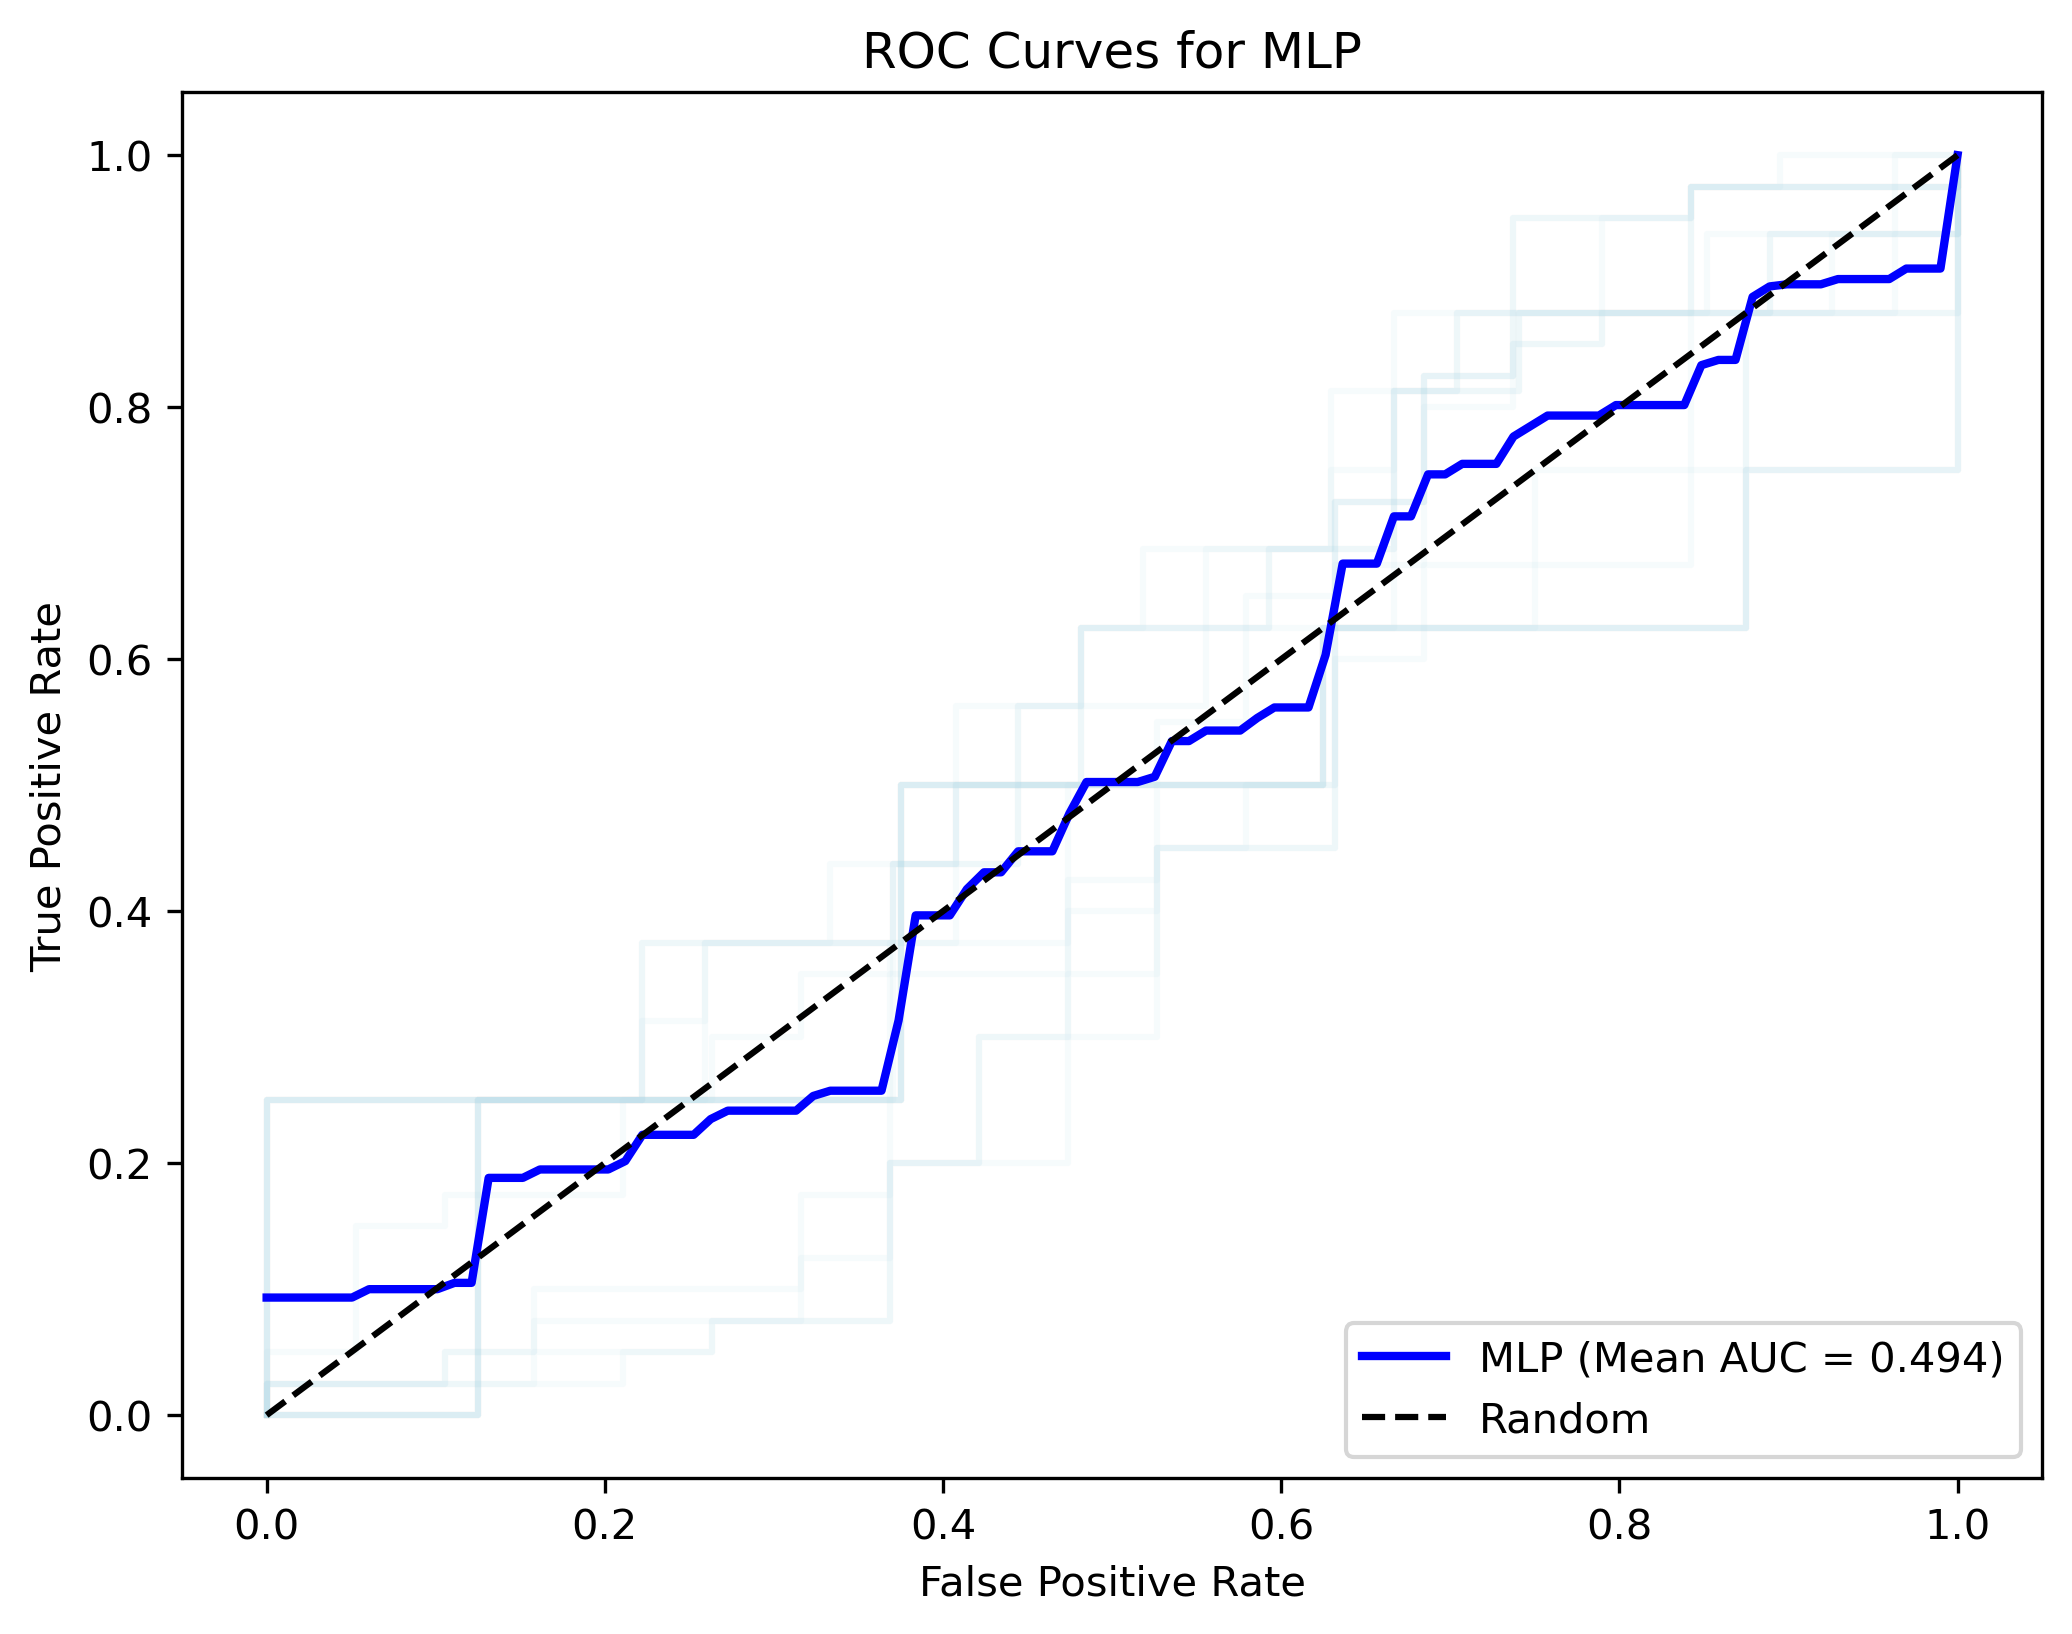 ROC Curves for MLP
1.0
0.8
0.6
0.4
0.2
0.0
True Positive Rate
MLP (Mean AUC = 0.494)
Random
0.0 0.2 0.4 0.6 0.8 1.0
False Positive Rate